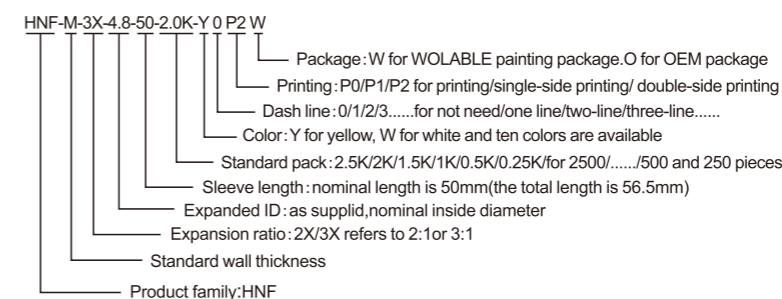 HNF-M-3X-4.8-50-2.0K-Y 0 P2 W
Package:W for WOLABLE painting package.O for OEM package
Printing:P0/P1/P2 for printing/single-side printing/ double-side printing
Dash line:0/1/2/3......for not need/one line/two-line/three-line......
Color:Y for yellow, W for white and ten colors are available
Standard pack:2.5K/2K/1.5K/1K/0.5K/0.25K/for 2500/....../500 and 250 pieces
Sleeve length:nominal length is 50mm(the total length is 56.5mm)
Expanded ID:as supplid,nominal inside diameter
Expansion ratio:2X/3X refers to 2:1or 3:1
Standard wall thickness
Product family:HNF